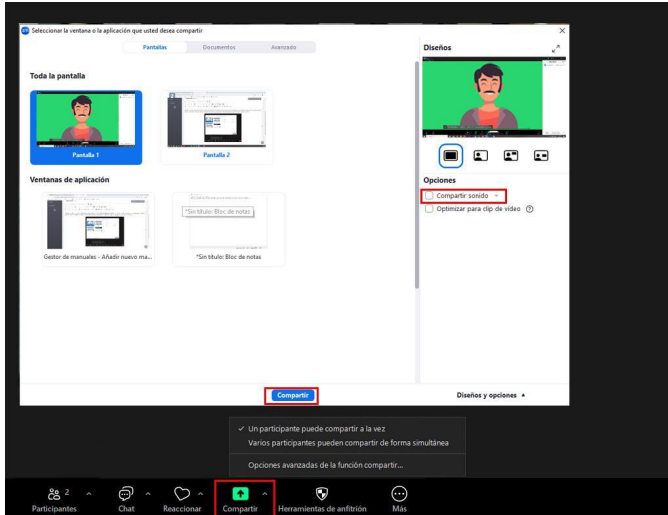 Seleccionar la ventana o la aplicación que usted desea compartir
Pantallas Documentos Avanzado
Toda la pantalla
Pantalla 1 Pantalla 2
Ventanas de aplicación
*Sin título: Bloc de notas
Gestor de manuales - Añadir nuevo ma... *Sin título: Bloc de notas
Diseños
Opciones
Compartir sonido
Optimizar para clip de vídeo
Compartir
Diseños y opciones
Un participante puede compartir a la vez
Varios participantes pueden compartir de forma simultánea
Opciones avanzadas de la función compartir...
2
Participantes Chat Reaccionar Compartir Herramientas de anfitrión Más